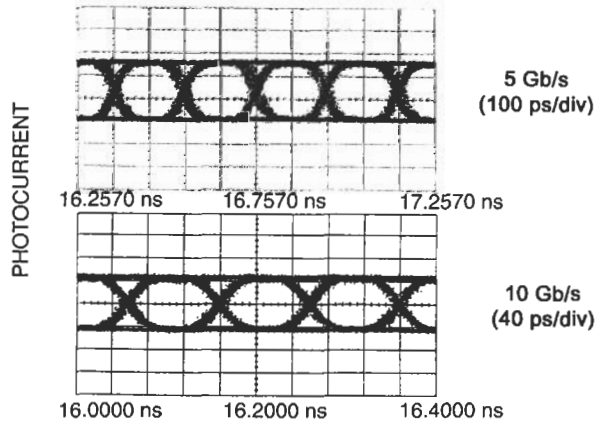 PHOTOCURRENT
5 Gb/s
(100 ps/div)
16.2570 ns 16.7570 ns 17.2570 ns
10 Gb/s
(40 ps/div)
16.0000 ns 16.2000 ns 16.4000 ns